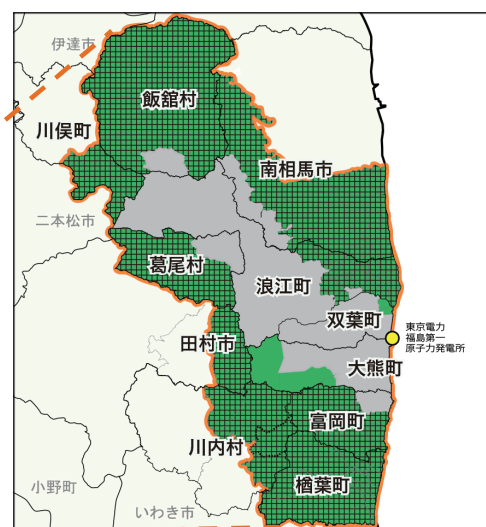 伊達市
飯舘村
川俣町
南相馬市
二本松市
葛尾村
浪江町
双葉町
東京電力
福島第一
原子力発電所
田村市
大熊町
富岡町
川内村
楢葉町
小野町
いわき市